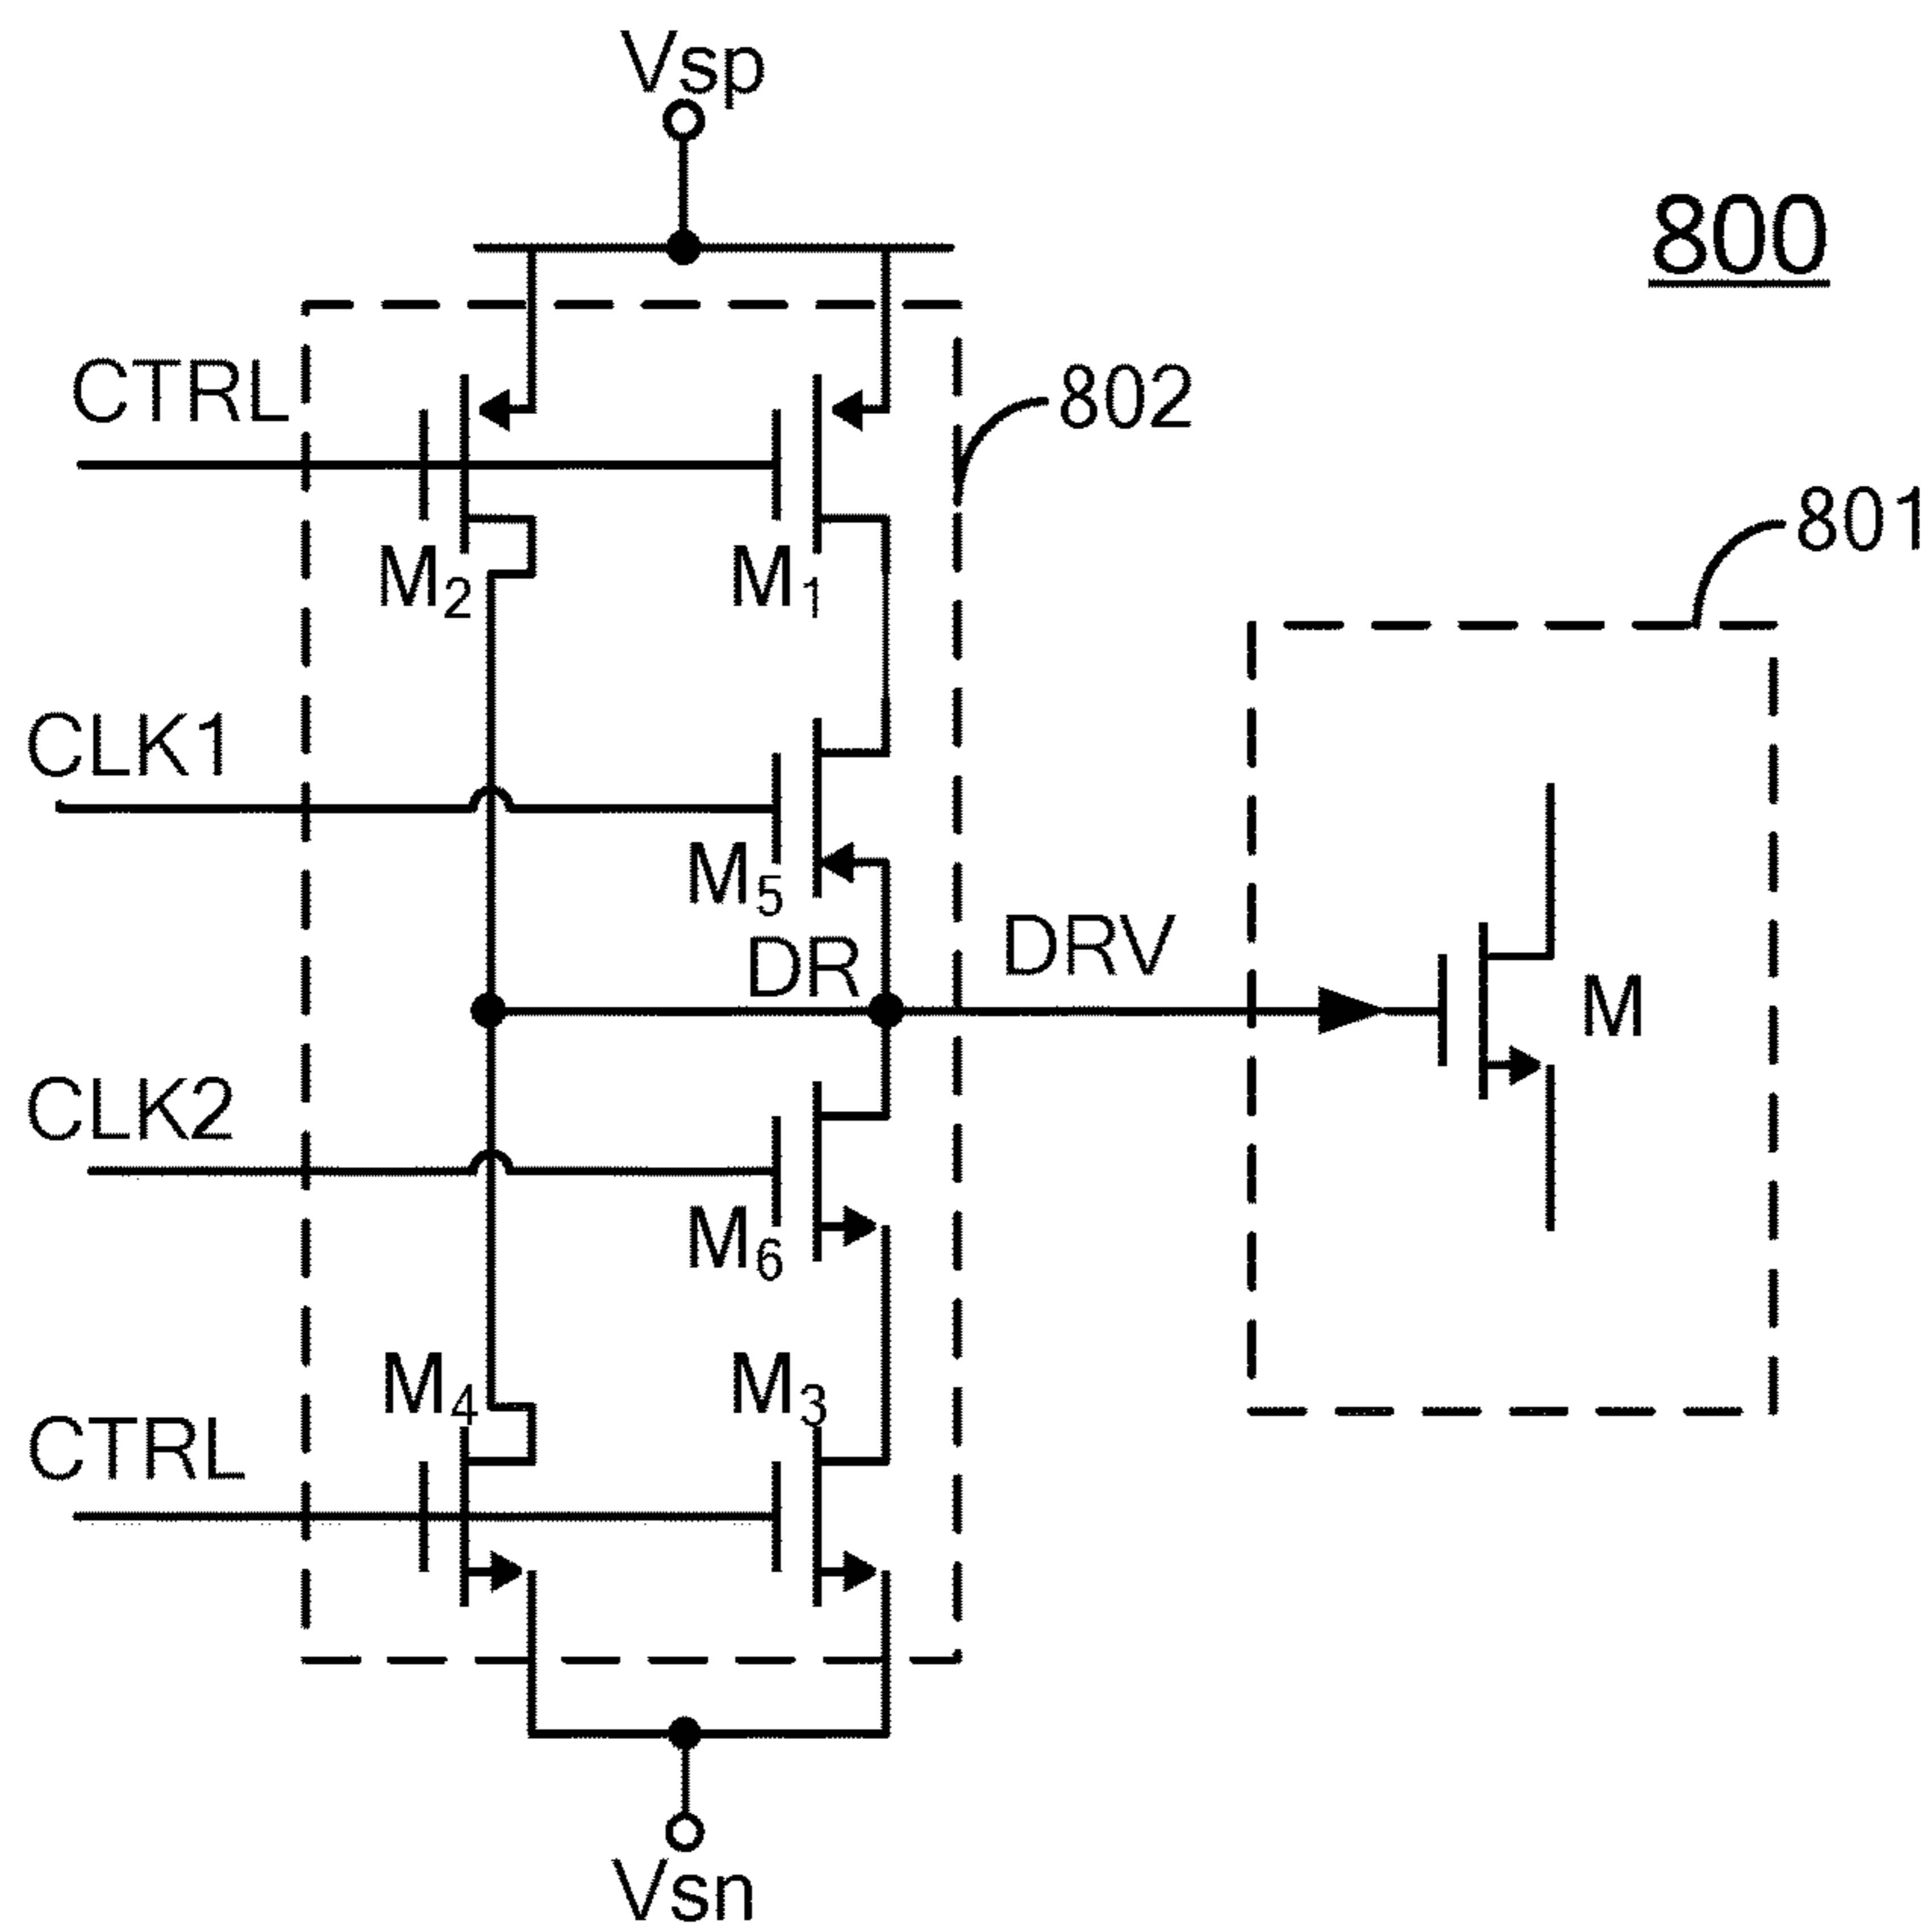 Vsp
800
CTRL
802
801
M2
M1
CLK1
M5
DR
DRV
M
CLK2
M6
M4
M3
CTRL
Vsn